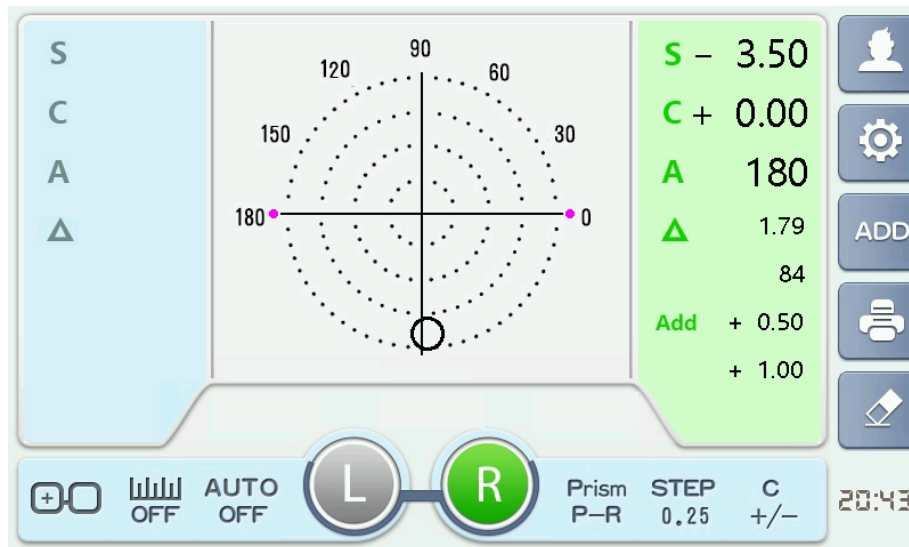 S
C
A
Δ
90
120
60
150
30
180
0
S - 3.50
C + 0.00
A 180
Δ 1.79
84
Add + 0.50
+ 1.00
ADD
OFF
AUTO
OFF
L
R
Prism
P-R
STEP
0.25
C
+/-
20:43